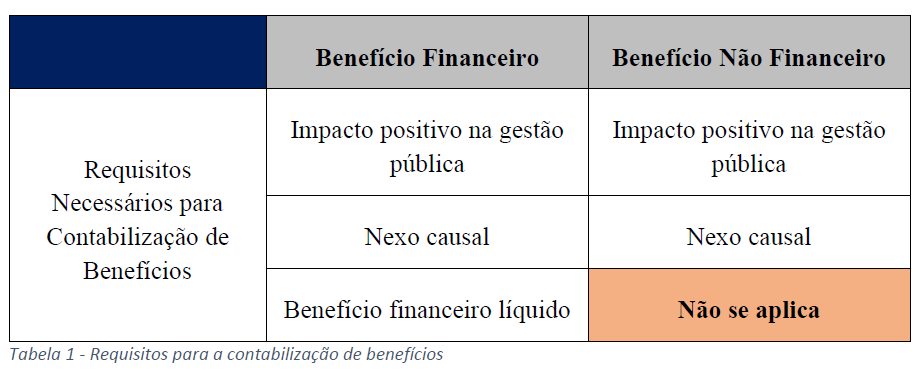 Benefício Financeiro
Benefício Não Financeiro
Requisitos
Necessários para
Contabilização de
Benefícios
Impacto positivo na gestão
pública
Impacto positivo na gestão
pública
Nexo causal
Nexo causal
Benefício financeiro líquido
Não se aplica
Tabela 1 - Requisitos para a contabilização de benefícios